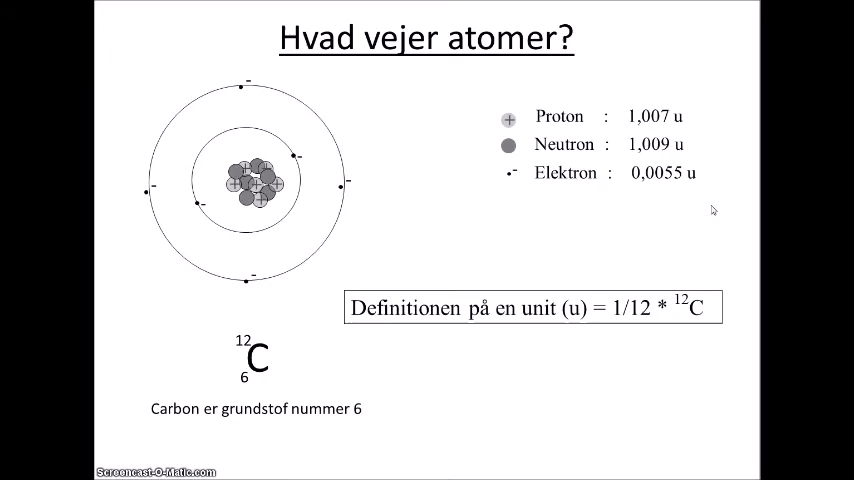 Hvad vejer atomer?
Proton : 1,007 u
Neutron : 1,009 u
Elektron : 0,0055 u
Definitionen på en unit (u) = 1/12 * ¹²C
12
C
6
Carbon er grundstof nummer 6
Screencast-O-Matic.com